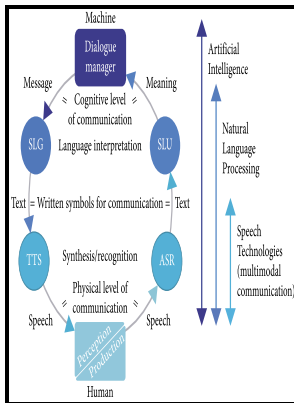 Machine
Dialogue
manager
Artificial
Intelligence
Message
Meaning
= Cognitive level =
of communication
SLG
Language interpretation
SLU
Natural
Language
Processing
Text = Written symbols for communication = Text
TTS
Synthesis/recognition
ASR
Speech
Technologies
(multimodal
communication)
= Physical level of =
communication
Speech
Speech
Perception
Production
Human